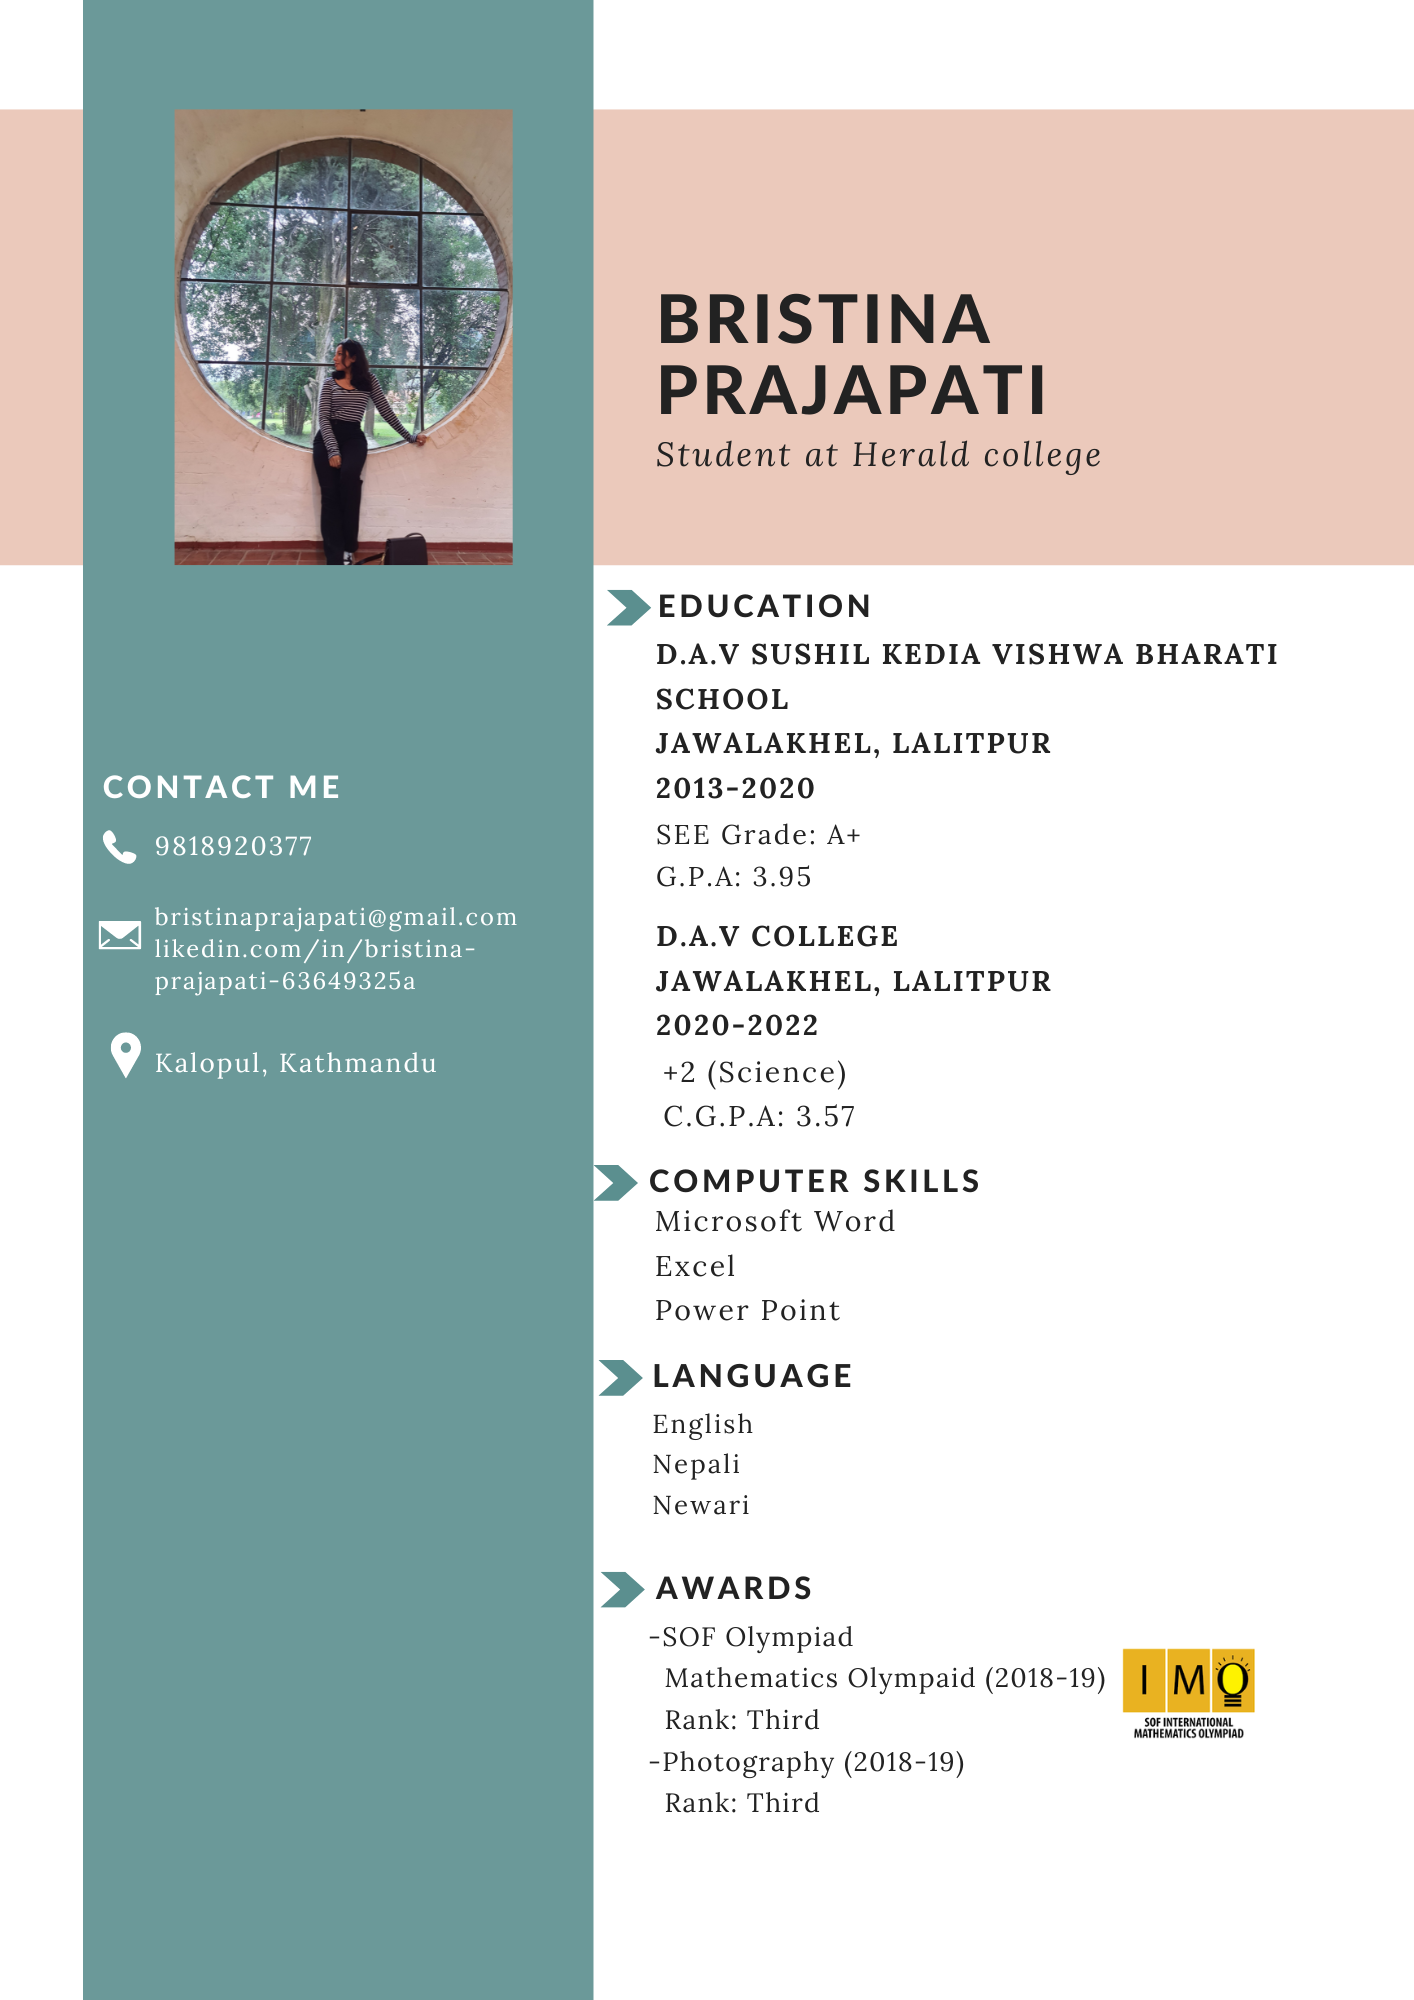 BRISTINA
PRAJAPATI
Student at Herald college
CONTACT ME
9818920377
bristinaprajapati@gmail.com
likedin.com/in/bristina-
prajapati-63649325a
Kalopul, Kathmandu
EDUCATION
D.A.V SUSHIL KEDIA VISHWA BHARATI
SCHOOL
JAWALAKHEL, LALITPUR
2013-2020
SEE Grade: A+
G.P.A: 3.95
D.A.V COLLEGE
JAWALAKHEL, LALITPUR
2020-2022
+2 (Science)
C.G.P.A: 3.57
COMPUTER SKILLS
Microsoft Word
Excel
Power Point
LANGUAGE
English
Nepali
Newari
AWARDS
-SOF Olympiad
Mathematics Olympaid (2018-19)
Rank: Third
-Photography (2018-19)
Rank: Third
IMO
SOF INTERNATIONAL
MATHEMATICS OLYMPIAD